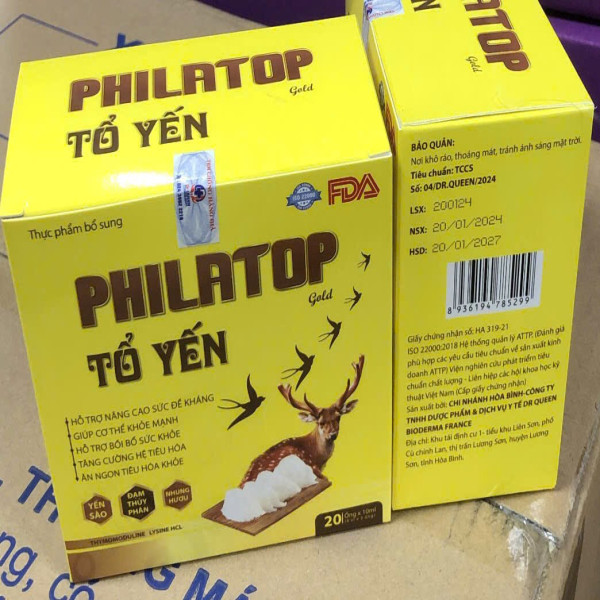 PHILATOP
Gold
TỔ YẾN
ISO 22000
FDA
Thực phẩm bổ sung
PHILATOP
Gold
TỔ YẾN
HỖ TRỢ NÂNG CAO SỨC ĐỀ KHÁNG
GIÚP CƠ THỂ KHỎE MẠNH
HỖ TRỢ BỒI BỔ SỨC KHỎE
TĂNG CƯỜNG HỆ TIÊU HÓA
ĂN NGON TIÊU HÓA KHỎE
YẾN SÀO
ĐẠM THỦY PHÂN
NHUNG HƯƠU
THYMOMODULINE LYSINE HCL
20 Ống x 10ml
TOP
Gold
BẢO QUẢN:
Nơi khô ráo, thoáng mát, tránh ánh sáng mặt trời.
Tiêu chuẩn: TCCS
Số: 04/DR.QUEEN/2024
LSX: 200124
NSX: 20/01/2024
HSD: 20/01/2027
8 936194 785299
Giấy chứng nhận số: HA 319-21
ISO 22000:2018 Hệ thống quản lý ATTP. (Đánh giá
phù hợp các yêu cầu tiêu chuẩn về sản xuất kinh
doanh ATTP) Viện nghiên cứu phát triển tiêu
chuẩn chất lượng - Liên hiệp các hội khoa học kỹ
thuật Việt Nam (Cấp giấy chứng nhận)
Sản xuất bởi: CHI NHÁNH HÒA BÌNH-CÔNG TY
TNHH DƯỢC PHẨM & DỊCH VỤ Y TẾ DR QUEEN
BIODERMA FRANCE
Địa chỉ: Khu tái định cư 1- tiểu khu Liên Sơn, phố
Cù chính Lan, thị trấn Lương Sơn, huyện Lương
Sơn, tỉnh Hòa Bình.